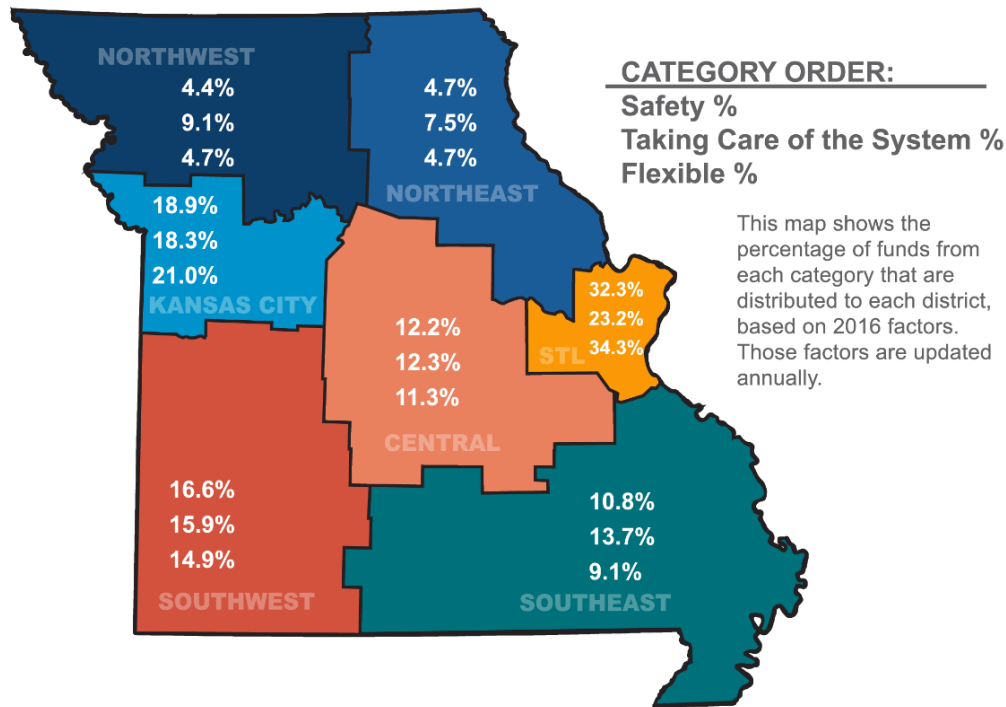 NORTHWEST
4.4%
9.1%
4.7%
4.7%
7.5%
4.7%
NORTHEAST
CATEGORY ORDER:
Safety %
Taking Care of the System %
Flexible %
This map shows the
percentage of funds from
each category that are
distributed to each district,
based on 2016 factors.
Those factors are updated
annually.
18.9%
18.3%
21.0%
KANSAS CITY
32.3%
23.2%
34.3%
STL
12.2%
12.3%
11.3%
CENTRAL
16.6%
15.9%
14.9%
SOUTHWEST
10.8%
13.7%
9.1%
SOUTHEAST